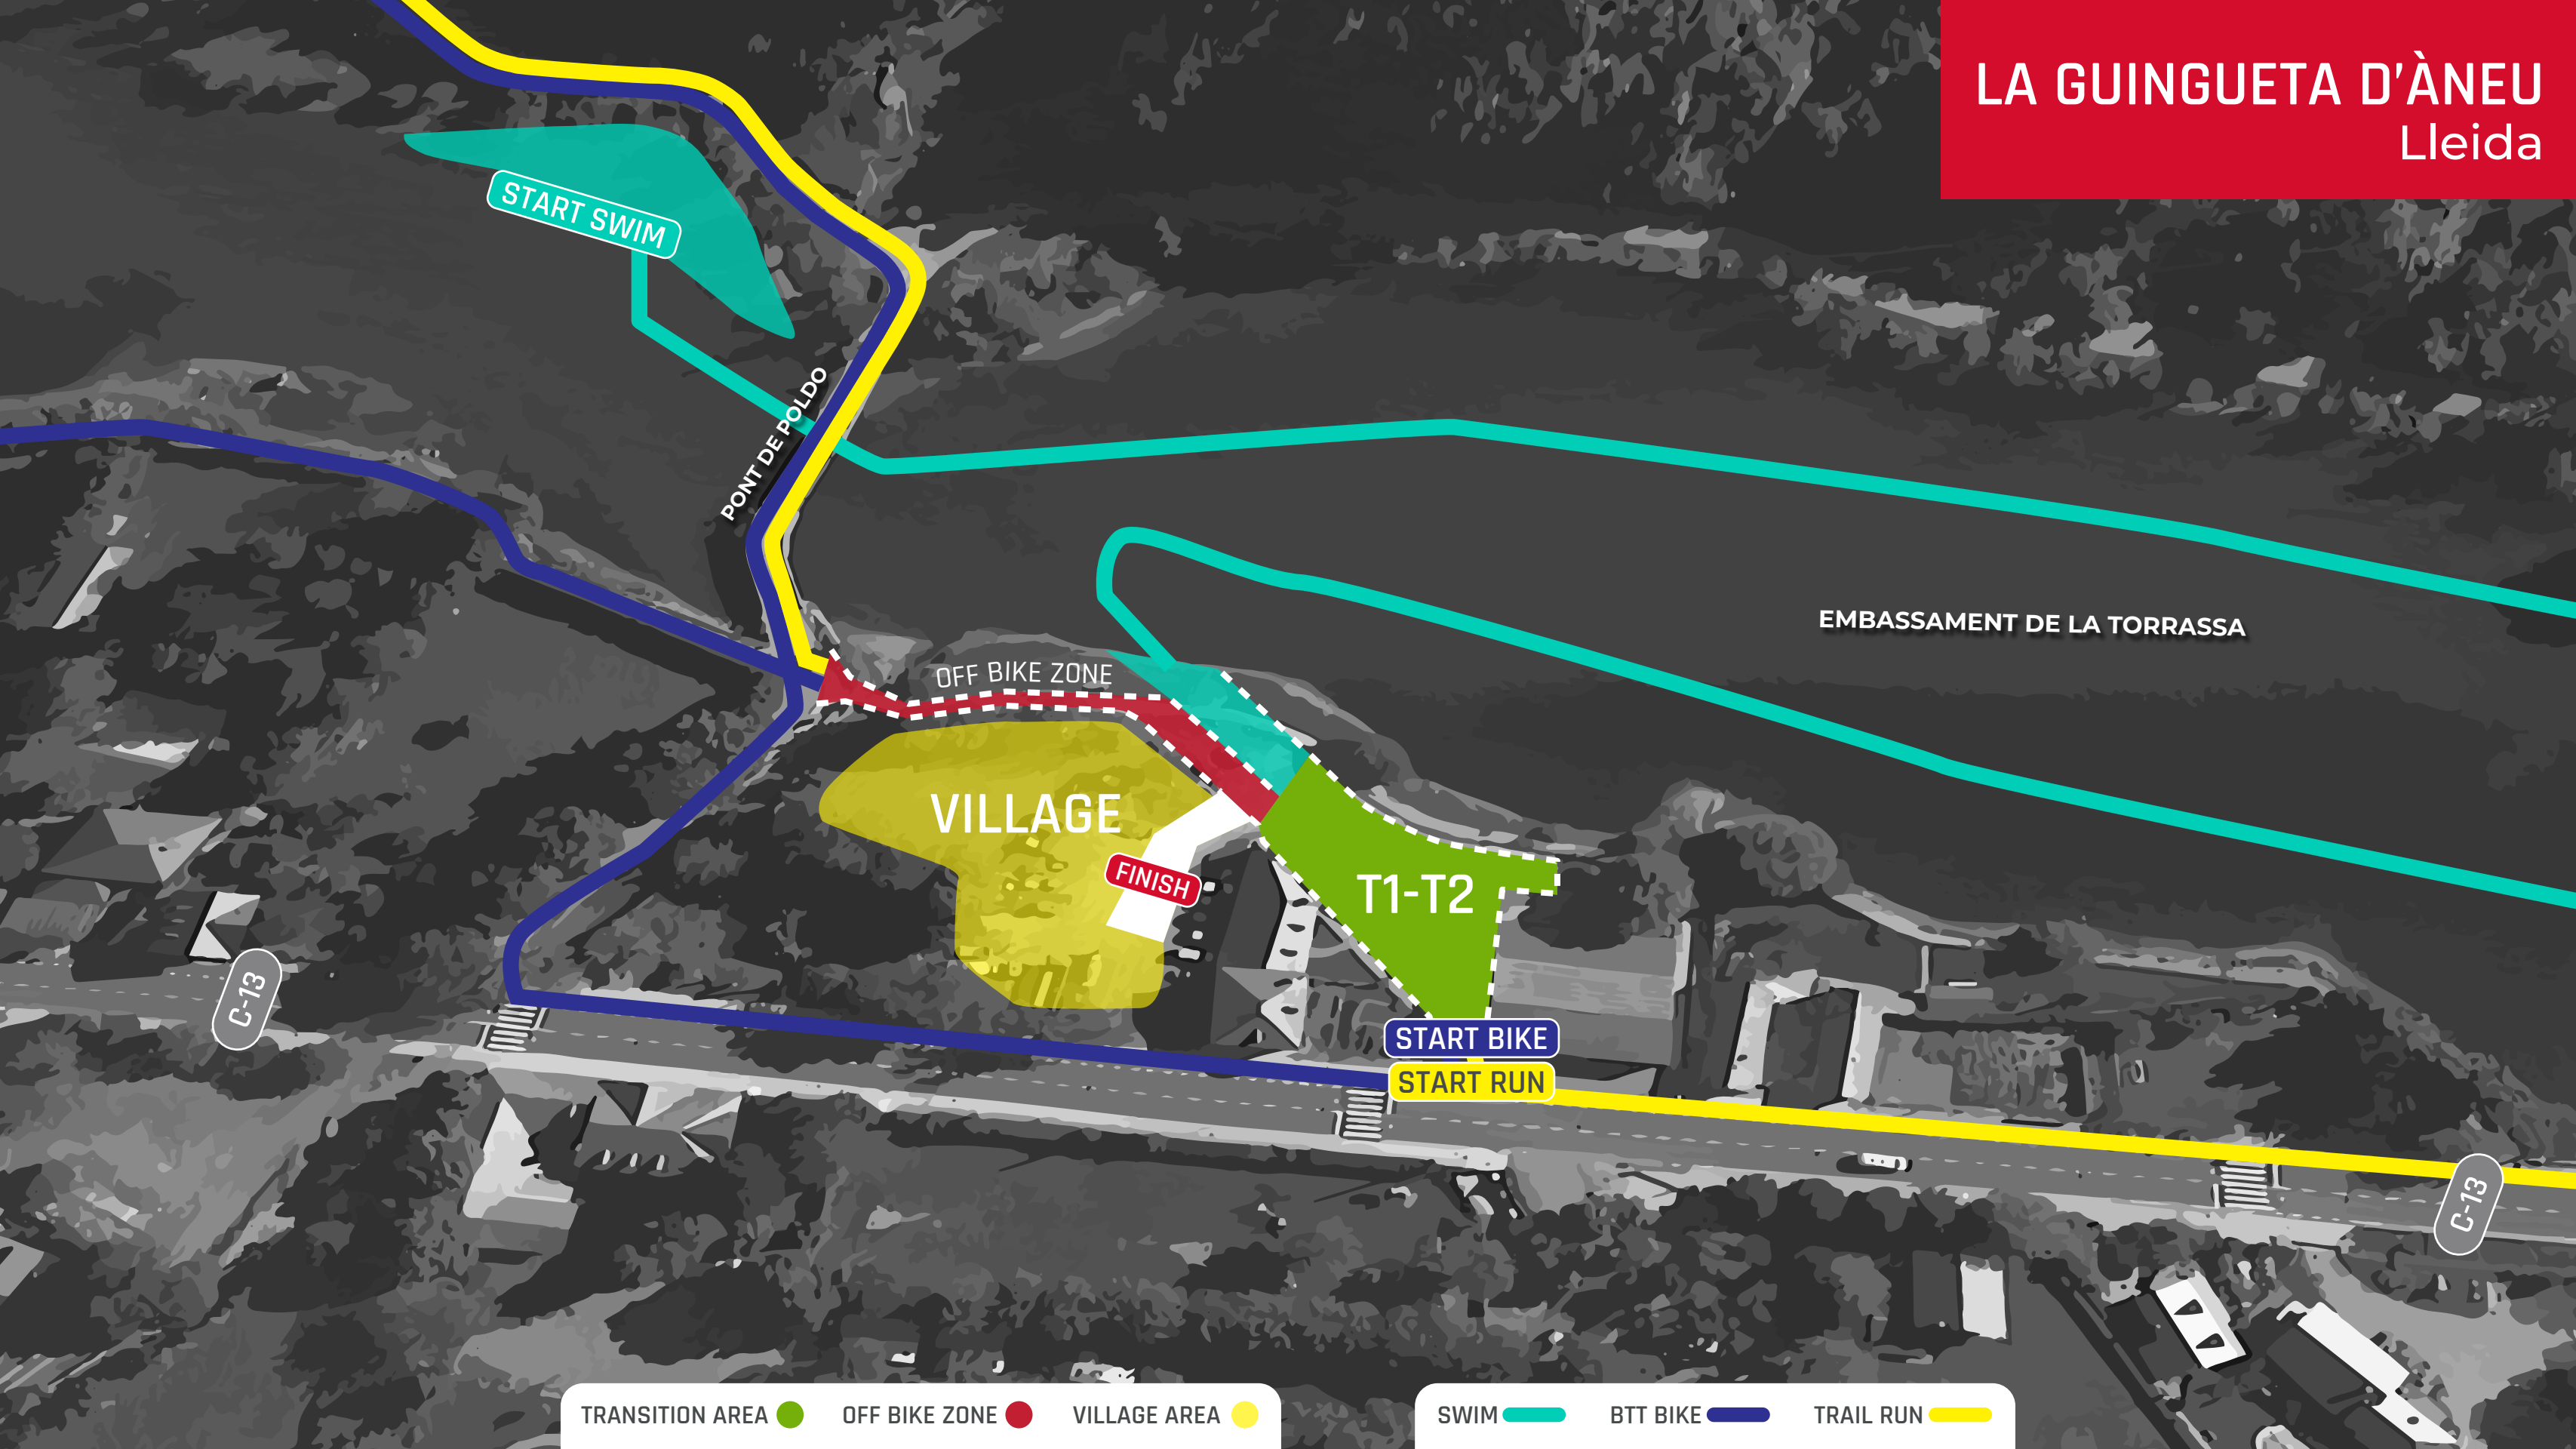 LA GUINGUETA D'ÀNEU
Lleida
START SWIM
PONT DE POLDO
EMBASSAMENT DE LA TORRASSA
OFF BIKE ZONE
VILLAGE
FINISH
T1-T2
C-13
START BIKE
START RUN
C-13
TRANSITION AREA
OFF BIKE ZONE
VILLAGE AREA
SWIM
BTT BIKE
TRAIL RUN